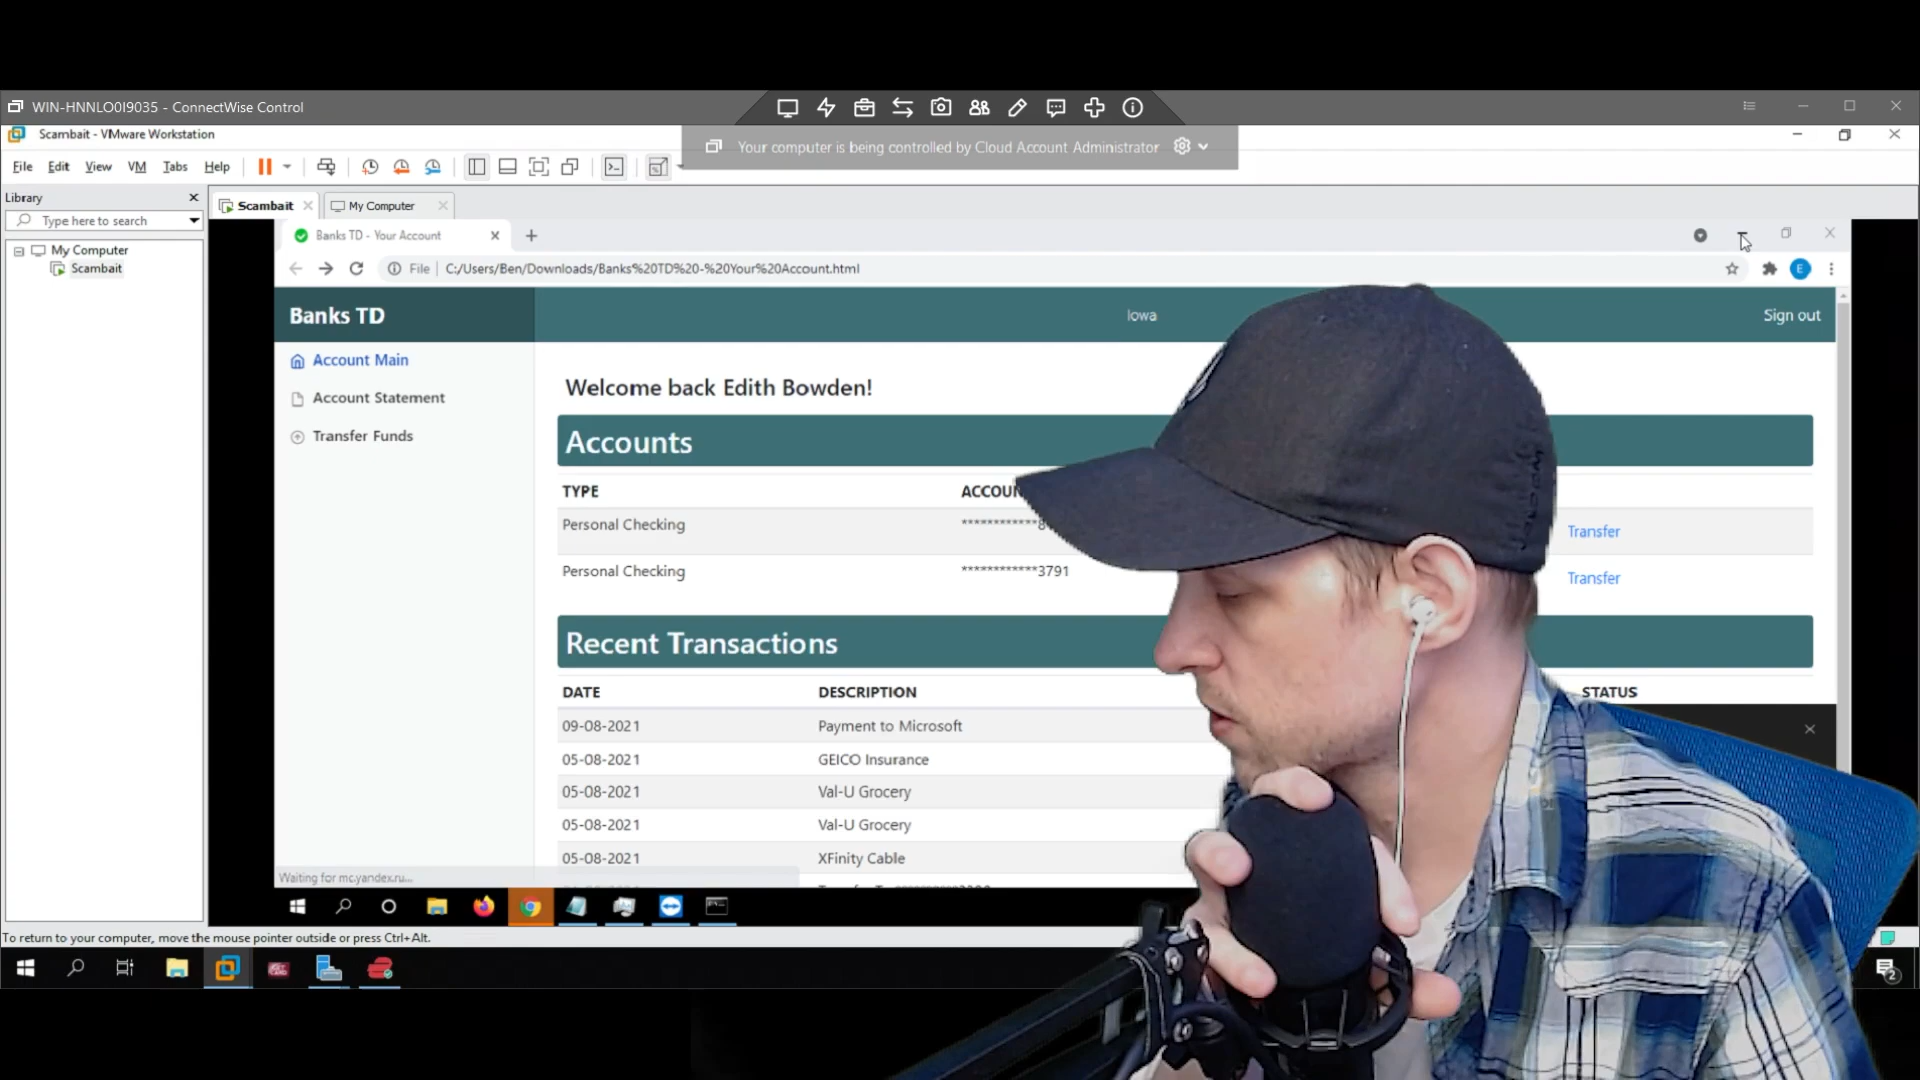 WIN-HNNLO0I9035 - ConnectWise Control
Scambait - VMware Workstation
Your computer is being controlled by Cloud Account Administrator
File Edit View VM Tabs Help
Library
Scambait
My Computer
Type here to search
Banks TD - Your Account
My Computer
Scambait
File
C:/Users/Ben/Downloads/Banks%20TD%20-%20Your%20Account.html
E
Banks TD
Iowa
Sign out
Account Main
Account Statement
Transfer Funds
Welcome back Edith Bowden!
Accounts
TYPE
Personal Checking
Transfer
Personal Checking ************3791 Transfer
Recent Transactions
DATE DESCRIPTION STATUS
09-08-2021 Payment to Microsoft
05-08-2021 GEICO Insurance
05-08-2021 Val-U Grocery
05-08-2021 Val-U Grocery
05-08-2021 XFinity Cable
Waiting for mc.yandex.ru...
To return to your computer, move the mouse pointer outside or press Ctrl+Alt.
2